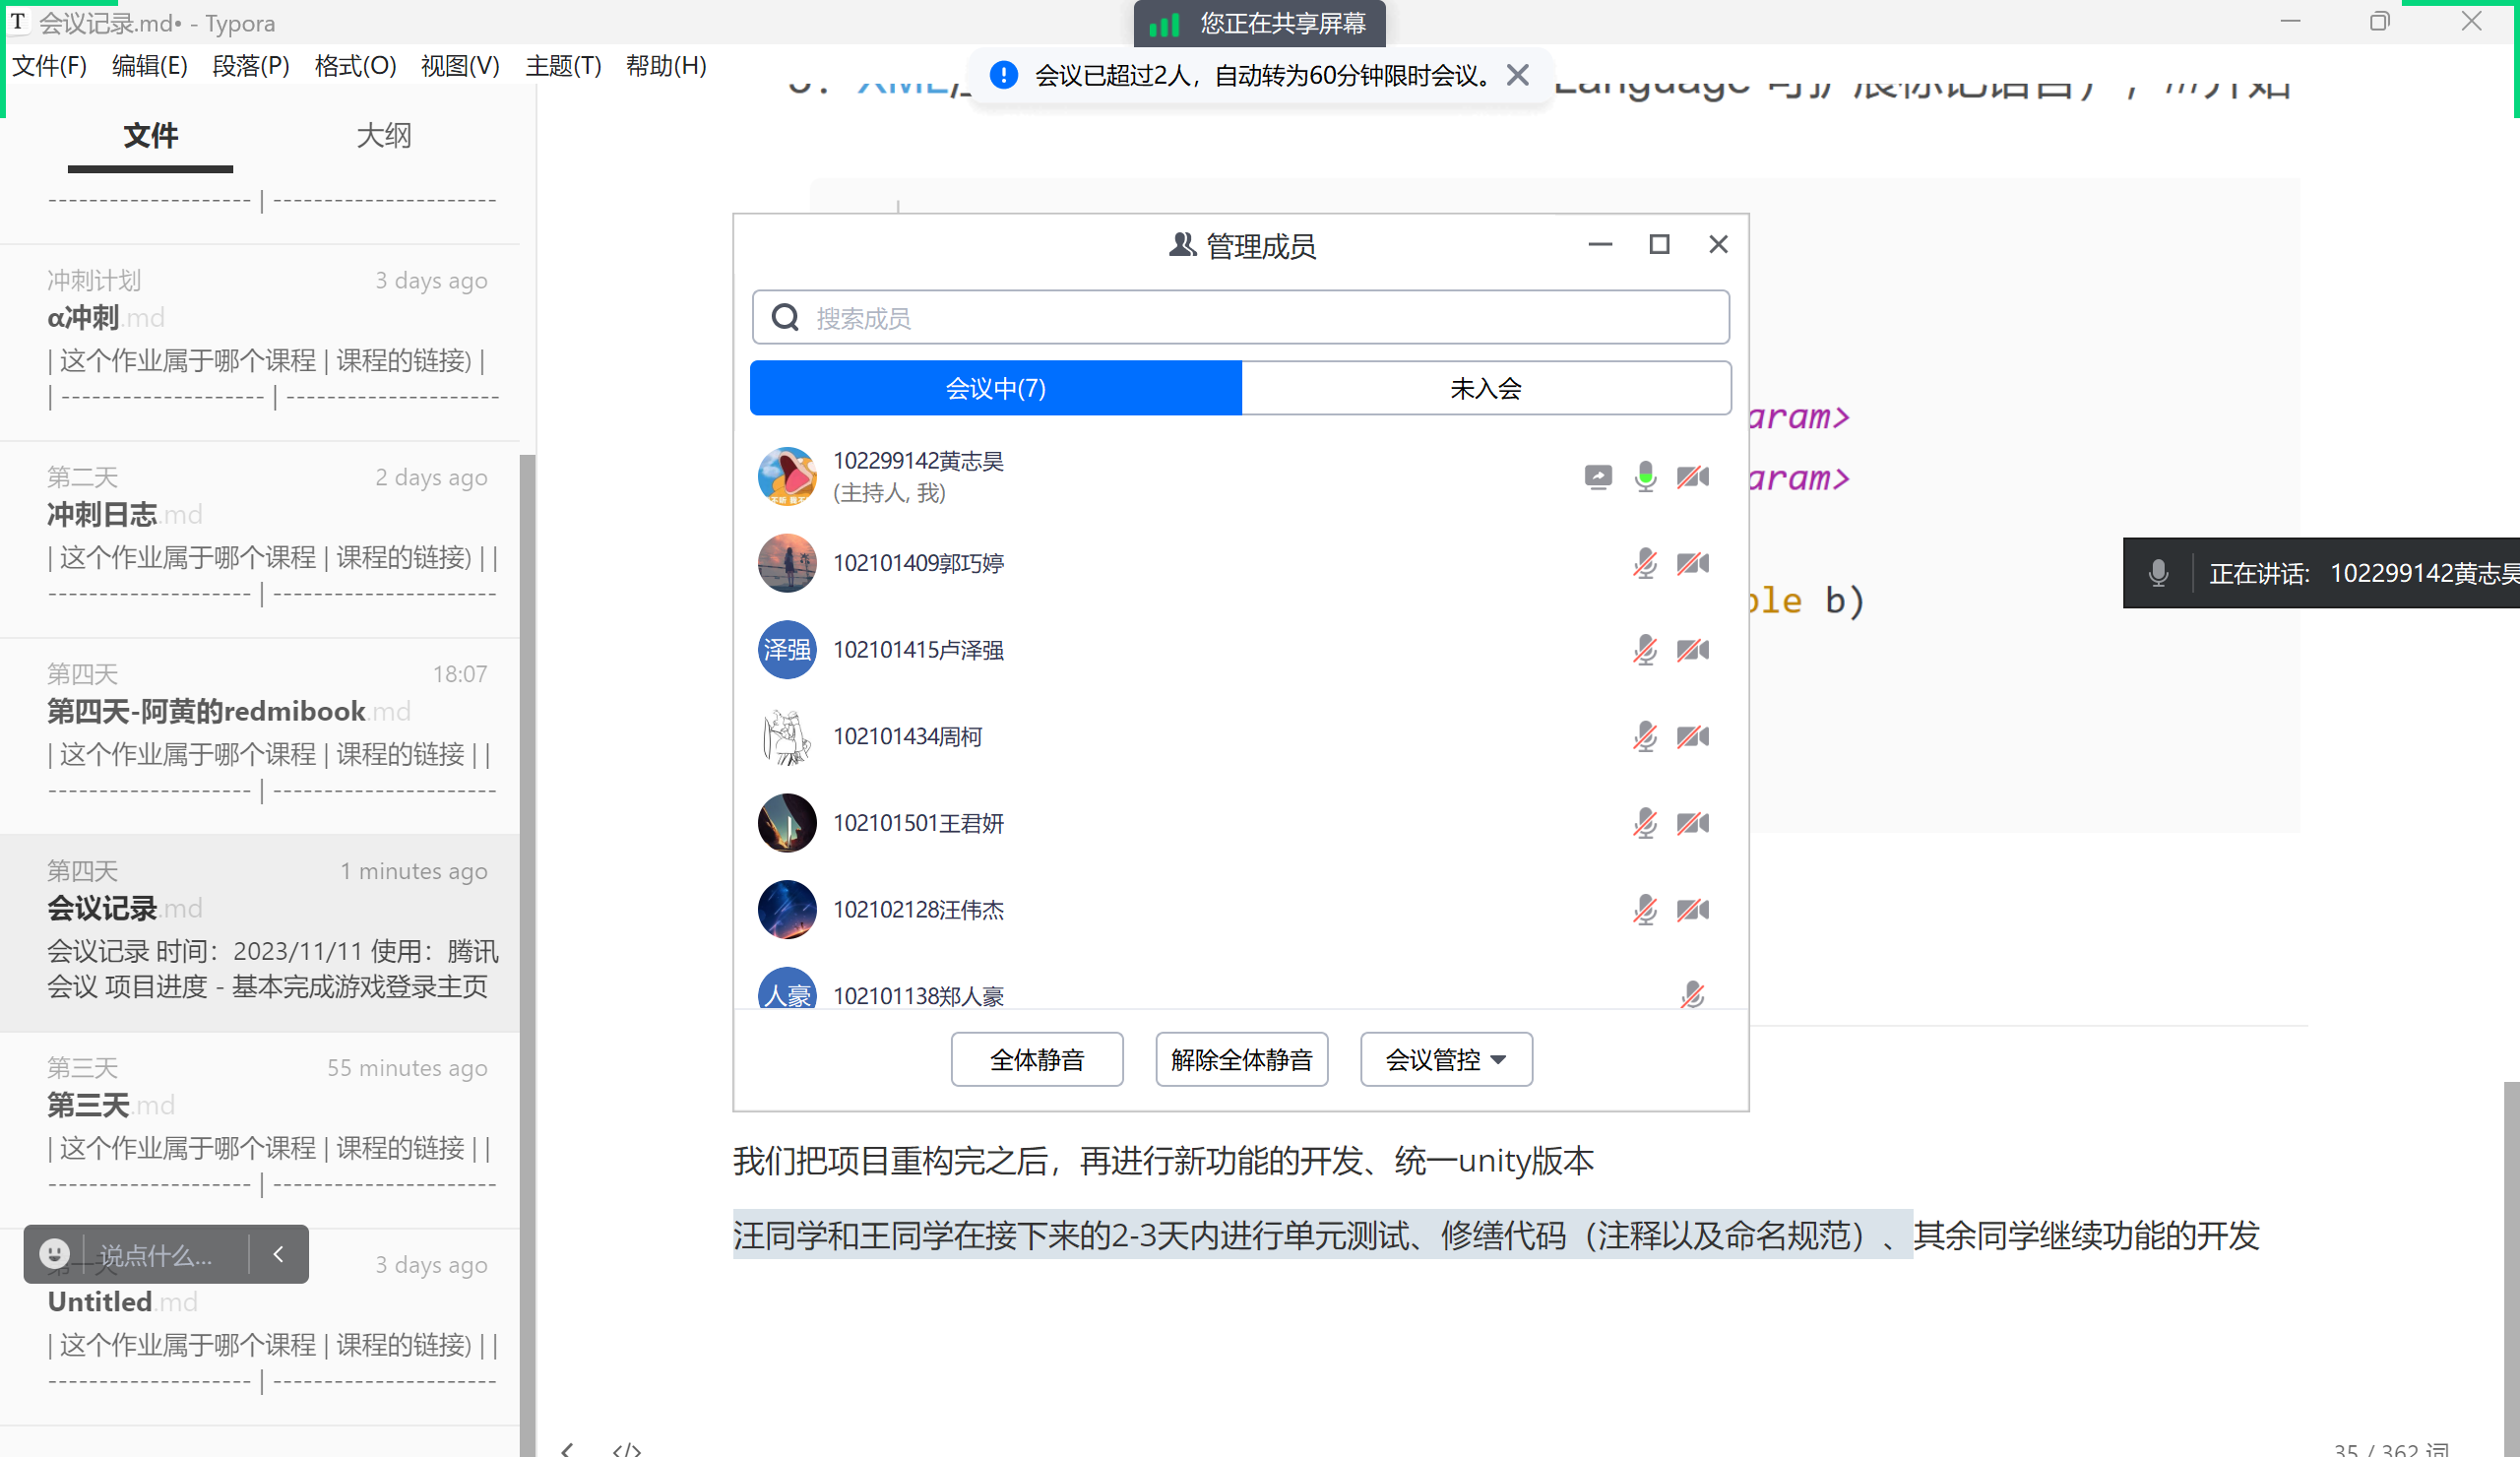 会议记录.md• - Typora
您正在共享屏幕
文件(F) 编辑(E) 段落(P) 格式(O) 视图(V) 主题(T) 帮助(H)
会议已超过2人，自动转为60分钟限时会议。
XML
Language 可扩展标记语言），///开始
文件 大纲
-------------------- | ----------------------
冲刺计划 3 days ago
α冲刺.md
| 这个作业属于哪个课程 | 课程的链接) |
| -------------------- | ---------------------
第二天 2 days ago
冲刺日志.md
| 这个作业属于哪个课程 | 课程的链接) | |
-------------------- | ----------------------
第四天 18:07
第四天-阿黄的redmibook.md
| 这个作业属于哪个课程 | 课程的链接 | |
-------------------- | ----------------------
第四天 1 minutes ago
会议记录.md
会议记录 时间：2023/11/11 使用：腾讯
会议 项目进度 - 基本完成游戏登录主页
第三天 55 minutes ago
第三天.md
| 这个作业属于哪个课程 | 课程的链接 | |
-------------------- | ----------------------
说点什么...
第一天 3 days ago
Untitled.md
| 这个作业属于哪个课程 | 课程的链接) | |
-------------------- | ----------------------
管理成员
搜索成员
会议中(7) 未入会
102299142黄志昊
(主持人, 我)
102101409郭巧婷
泽强 102101415卢泽强
102101434周柯
102101501王君妍
102102128汪伟杰
人豪 102101138郑人豪
全体静音 解除全体静音 会议管控
aram>
aram>
ble b)
正在讲话: 102299142黄志昊
我们把项目重构完之后，再进行新功能的开发、统一unity版本
汪同学和王同学在接下来的2-3天内进行单元测试、修缮代码（注释以及命名规范）、其余同学继续功能的开发
</>
35 / 362 词